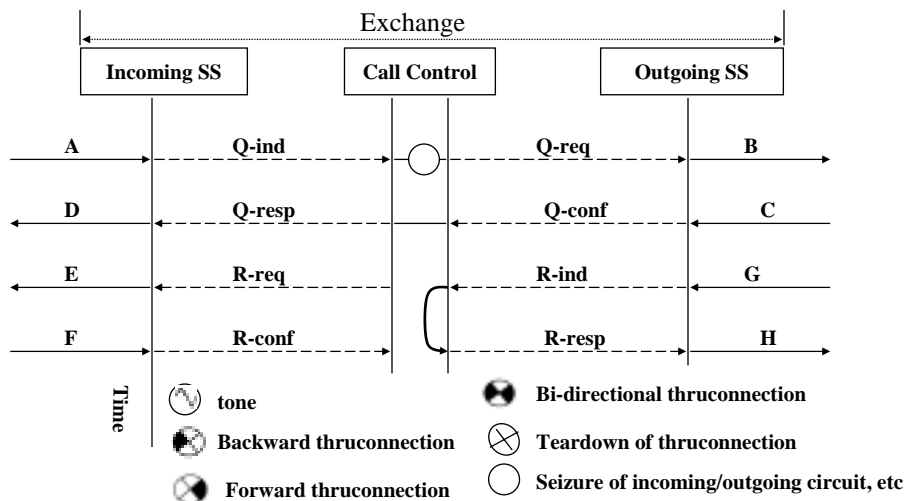 Exchange
Incoming SS
Call Control
Outgoing SS
A
Q-ind
Q-req
B
D
Q-resp
Q-conf
C
E
R-req
R-ind
G
F
R-conf
R-resp
H
Time
tone
Bi-directional thruconnection
Backward thruconnection
Teardown of thruconnection
Forward thruconnection
Seizure of incoming/outgoing circuit, etc